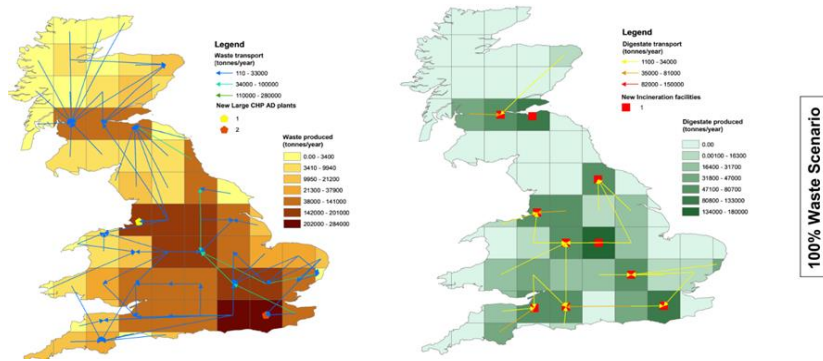 Legend
Waste transport
(tonnes/year)
110 - 33000
34000 - 100000
110000 - 280000
New Large CHP AD plants
1
2
Waste produced
(tonnes/year)
0.00 - 3400
3410 - 9940
9950 - 21200
21300 - 37900
38000 - 141000
142000 - 201000
202000 - 284000
Legend
Digestate transport
(tonnes/year)
1100 - 34000
35000 - 81000
82000 - 150000
New Incineration facilities
1
Digestate produced
(tonnes/year)
0.00
0.00100 - 16300
16400 - 31700
31800 - 47000
47100 - 80700
80800 - 133000
134000 - 180000
100% Waste Scenario